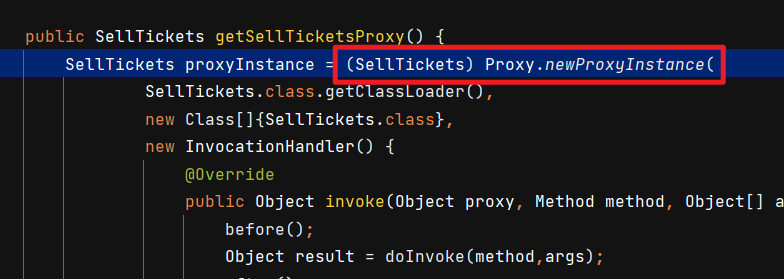 public SellTickets getSellTicketsProxy() {
SellTickets proxyInstance = (SellTickets) Proxy.newProxyInstance(
SellTickets.class.getClassLoader(),
new Class[]{SellTickets.class},
new InvocationHandler() {
@Override
public Object invoke(Object proxy, Method method, Object[] a
before();
Object result = doInvoke(method,args);